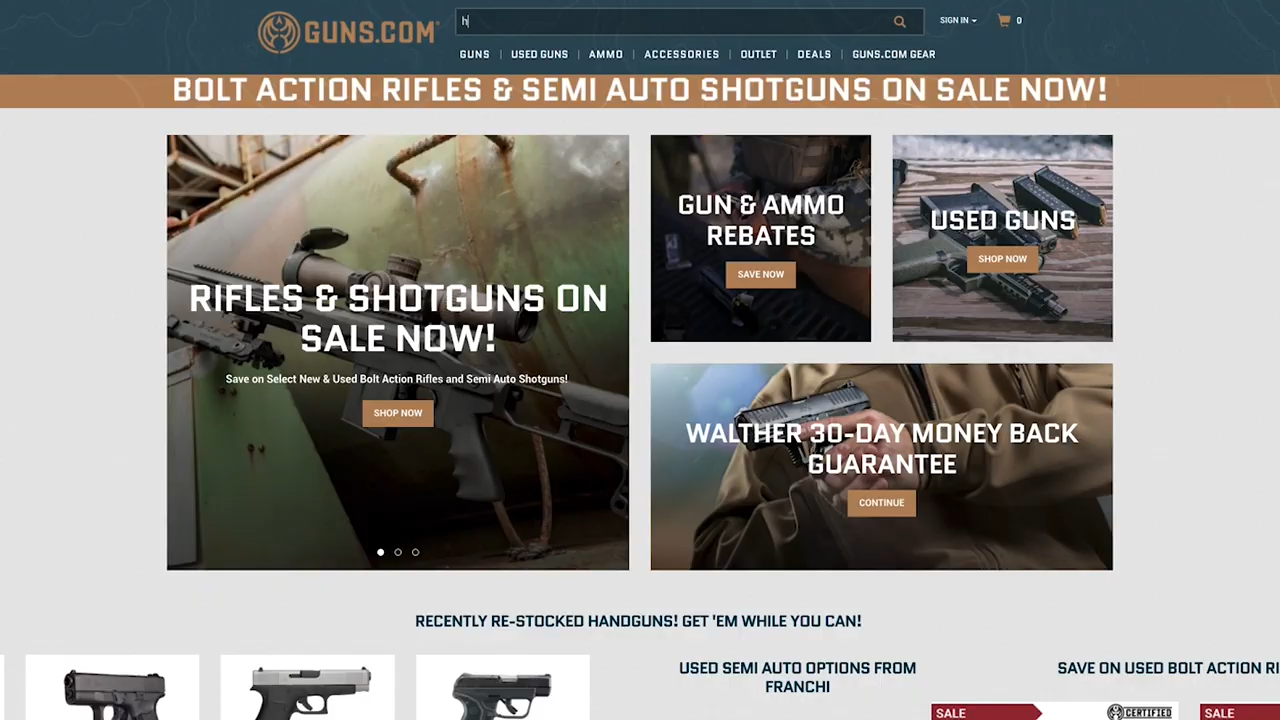 GUNS.COM
h
SIGN IN
0
GUNS
USED GUNS
AMMO
ACCESSORIES
OUTLET
DEALS
GUNS.COM GEAR
BOLT ACTION RIFLES & SEMI AUTO SHOTGUNS ON SALE NOW!
RIFLES & SHOTGUNS ON
SALE NOW!
Save on Select New & Used Bolt Action Rifles and Semi Auto Shotguns!
SHOP NOW
GUN & AMMO
REBATES
SAVE NOW
USED GUNS
SHOP NOW
WALTHER 30-DAY MONEY BACK
GUARANTEE
CONTINUE
RECENTLY RE-STOCKED HANDGUNS! GET 'EM WHILE YOU CAN!
USED SEMI AUTO OPTIONS FROM
FRANCHI
SALE
CERTIFIED
SAVE ON USED BOLT ACTION RI
SALE